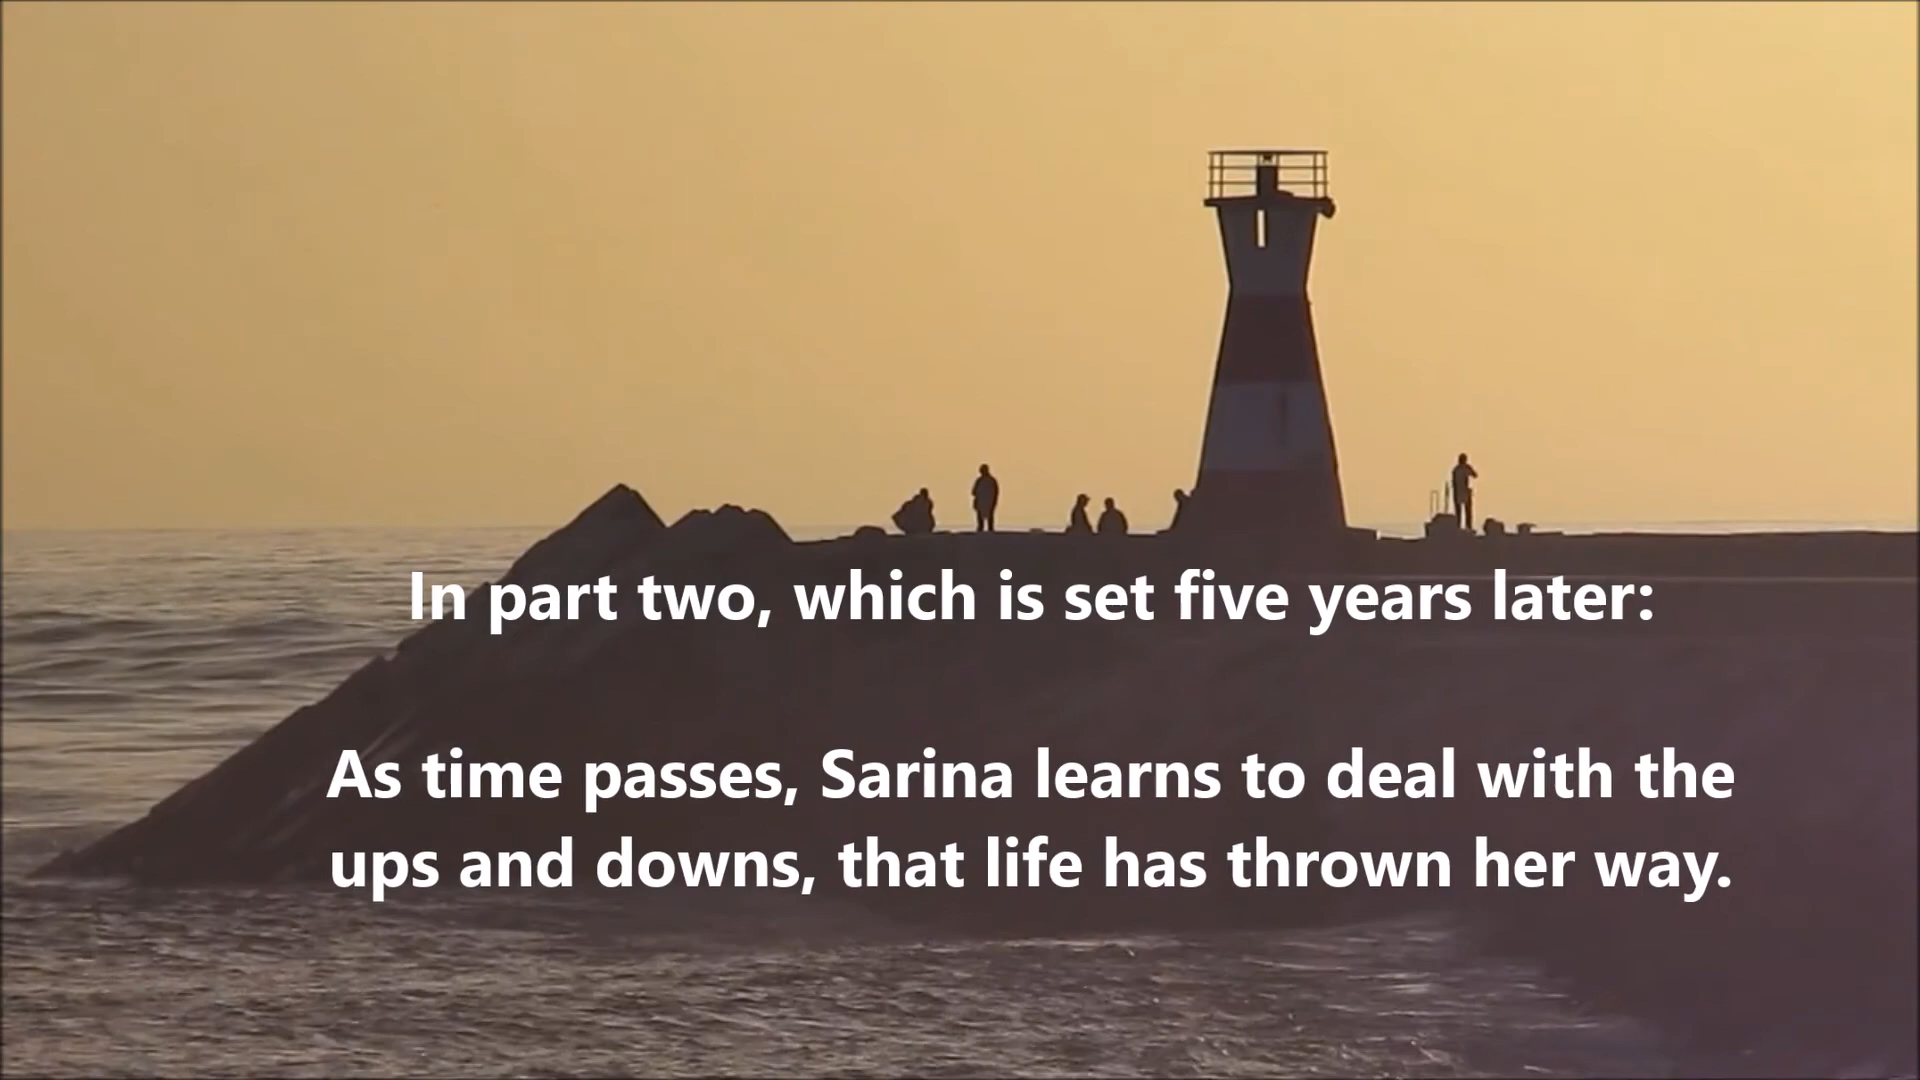 In part two, which is set five years later:
As time passes, Sarina learns to deal with the
ups and downs, that life has thrown her way.